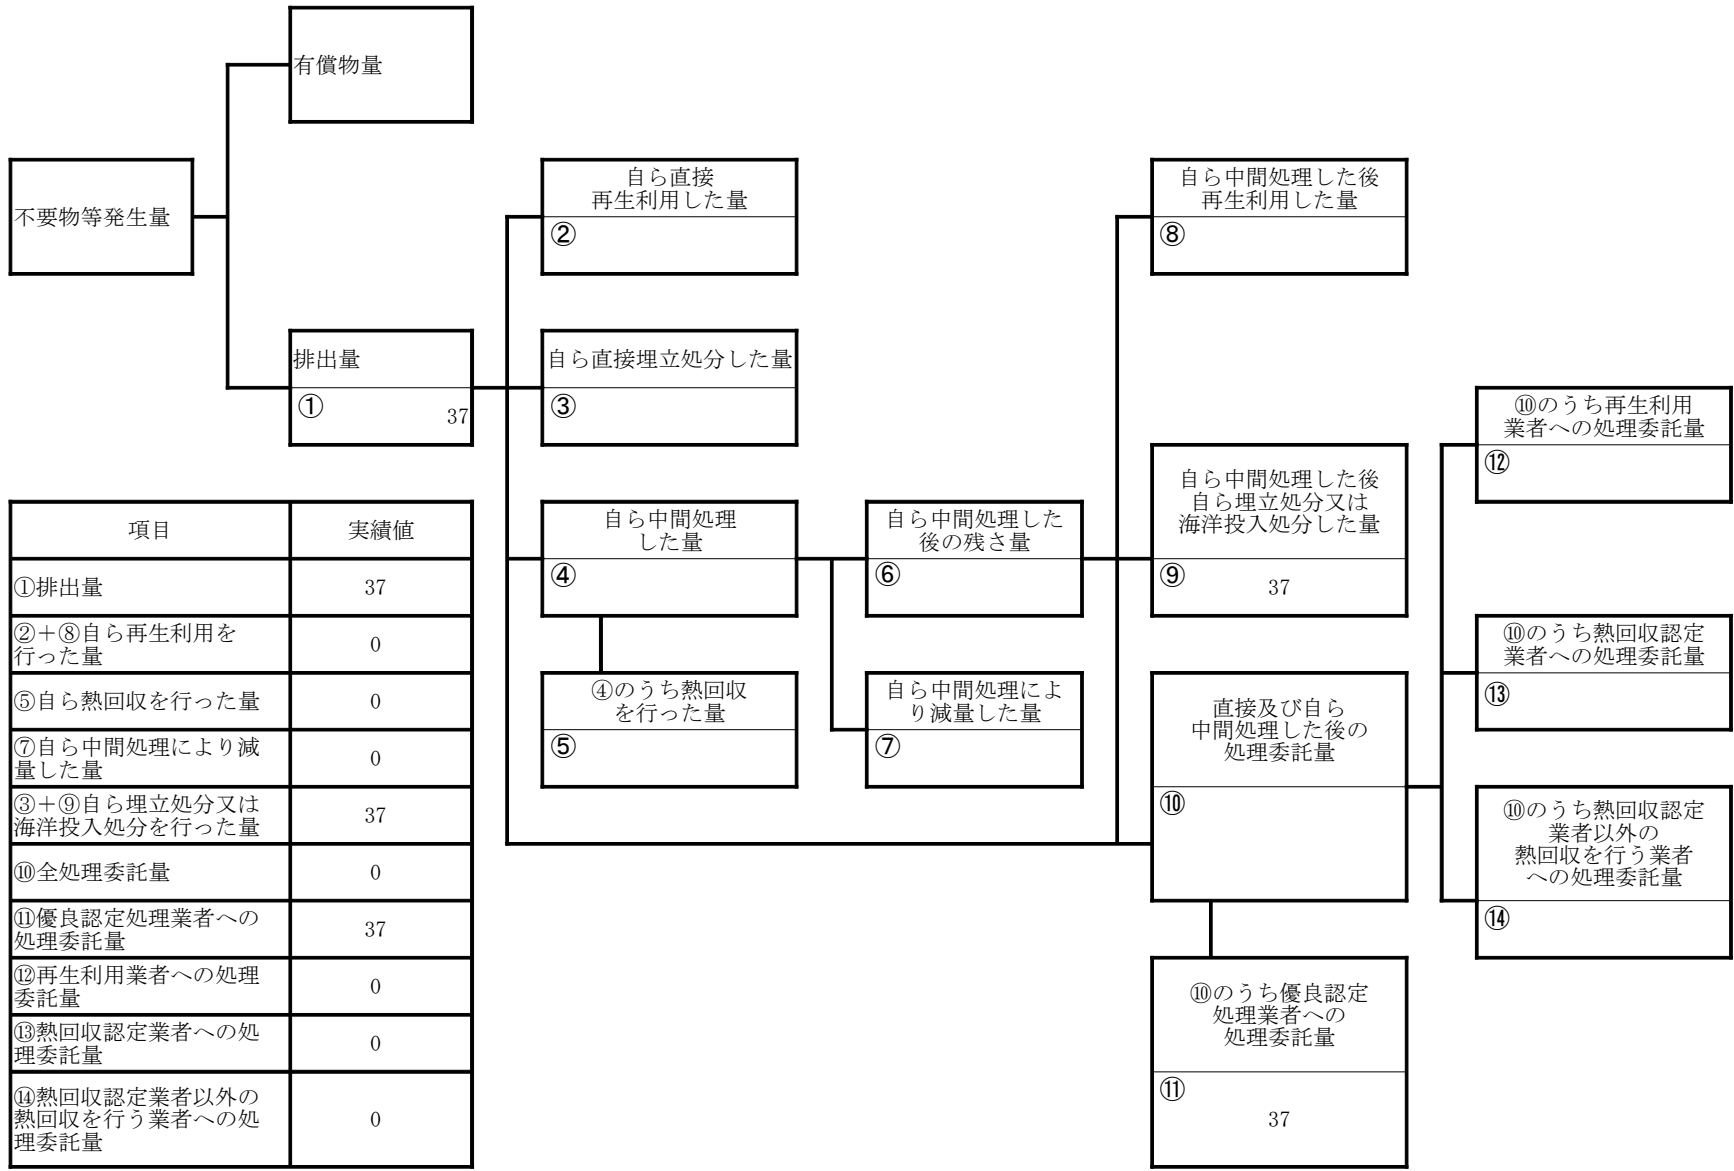 有償物量
不要物等発生量
自ら直接
再生利用した量
②
自ら中間処理した後
再生利用した量
⑧
排出量
①
37
自ら直接埋立処分した量
③
⑩のうち再生利用
業者への処理委託量
⑫
自ら中間処理
した量
④
自ら中間処理した
後の残さ量
⑥
自ら中間処理した後
自ら埋立処分又は
海洋投入処分した量
⑨
37
④のうち熱回収
を行った量
⑤
自ら中間処理によ
り減量した量
⑦
直接及び自ら
中間処理した後の
処理委託量
⑩
⑩のうち熱回収認定
業者への処理委託量
⑬
⑩のうち熱回収認定
業者以外の
熱回収を行う業者
への処理委託量
⑭
⑩のうち優良認定
処理業者への
処理委託量
⑪
37
項目 実績値
①排出量 37
②+⑧自ら再生利用を
行った量 0
⑤自ら熱回収を行った量 0
⑦自ら中間処理により減
量した量 0
③+⑨自ら埋立処分又は
海洋投入処分を行った量 37
⑩全処理委託量 0
⑪優良認定処理業者への
処理委託量 37
⑫再生利用業者への処理
委託量 0
⑬熱回収認定業者への処
理委託量 0
⑭熱回収認定業者以外の
熱回収を行う業者への処
理委託量 0